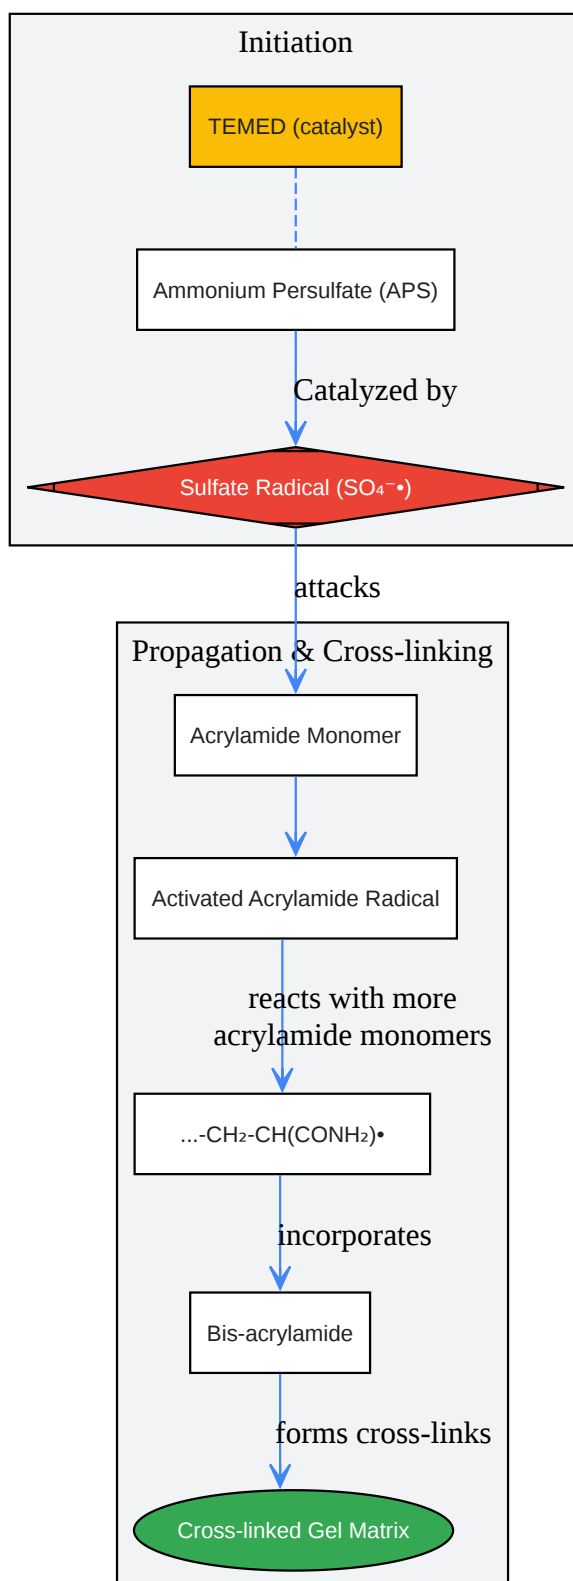 Initiation
TEMED (catalyst)
Ammonium Persulfate (APS)
Catalyzed by
Sulfate Radical (SO₄⁻•)
attacks
Propagation & Cross-linking
Acrylamide Monomer
Activated Acrylamide Radical
reacts with more
acrylamide monomers
...-CH₂-CH(CONH₂)•
incorporates
Bis-acrylamide
forms cross-links
Cross-linked Gel Matrix